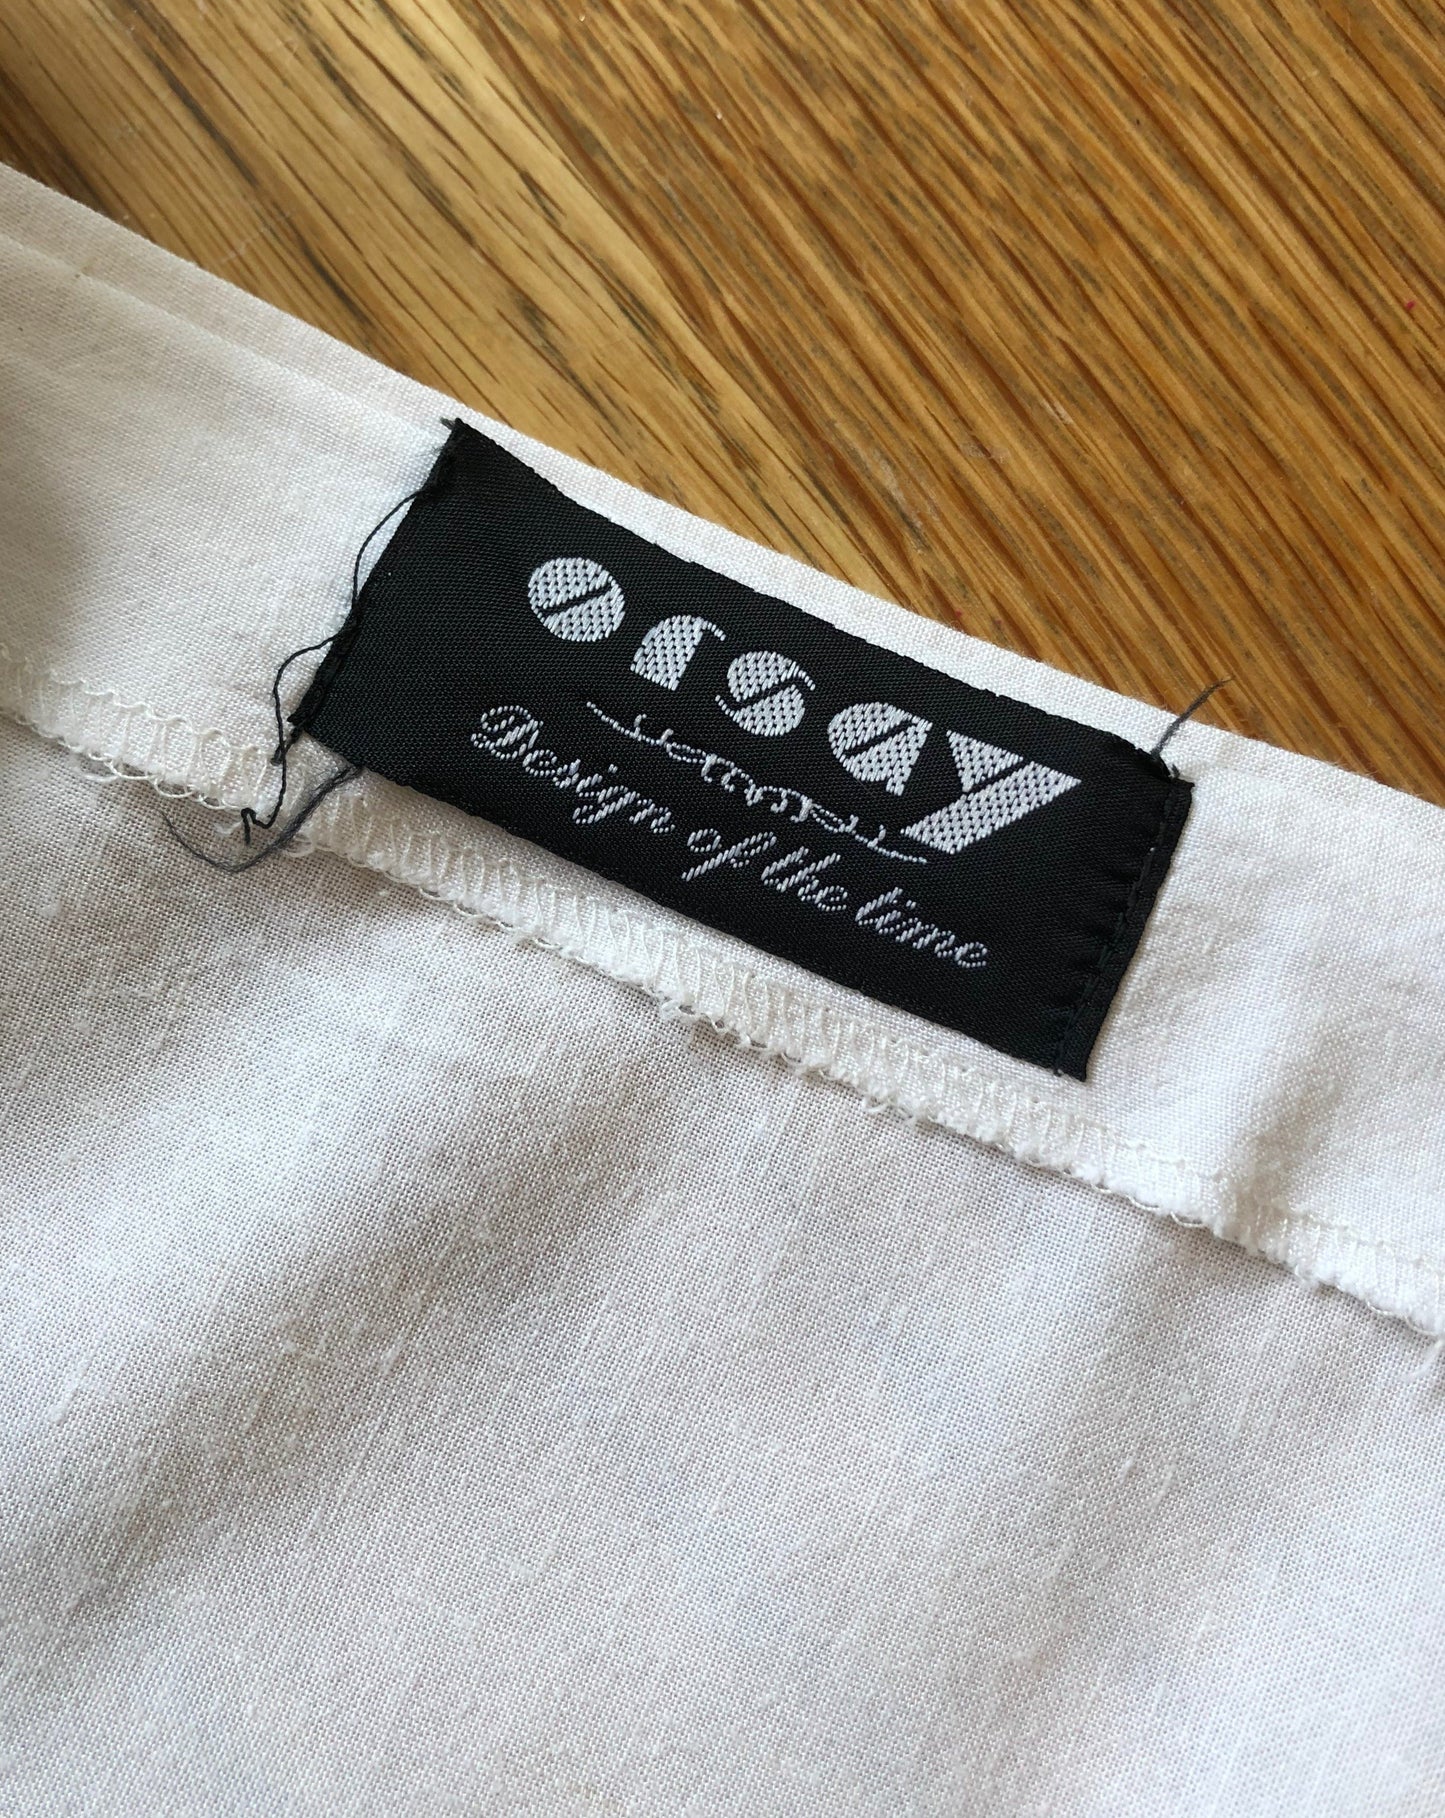 orsay
Design of the time